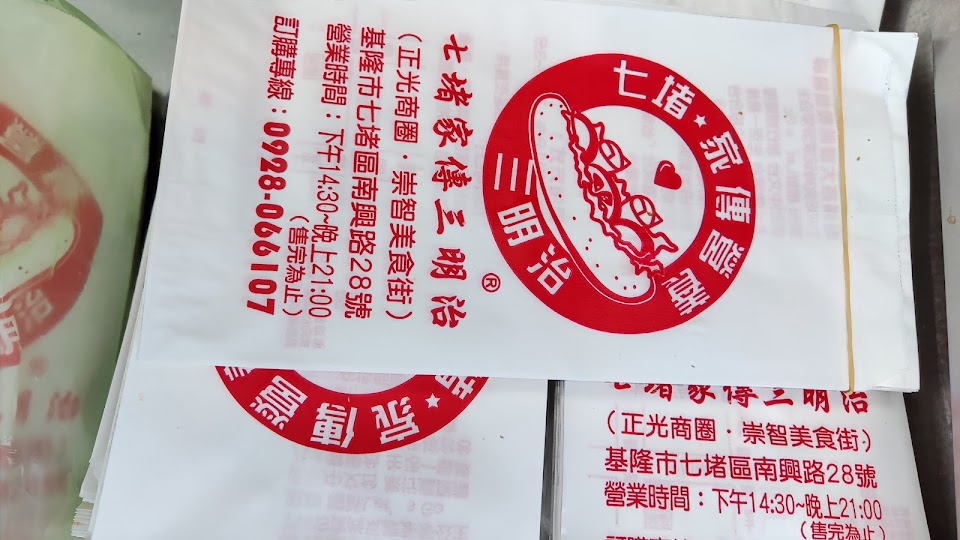 七堵家傳三明治®
（正光商圈．崇智美食街）
基隆市七堵區南興路28號
營業時間：下午14:30~晚上21:00
（售完為止）
訂購專線：0928-066107
七堵・家傳營養
三明治
營
傳家
七堵家傳三明治
（正光商圈．崇智美食街）
基隆市七堵區南興路28號
營業時間：下午14:30~晚上21:00
（售完為止）
治